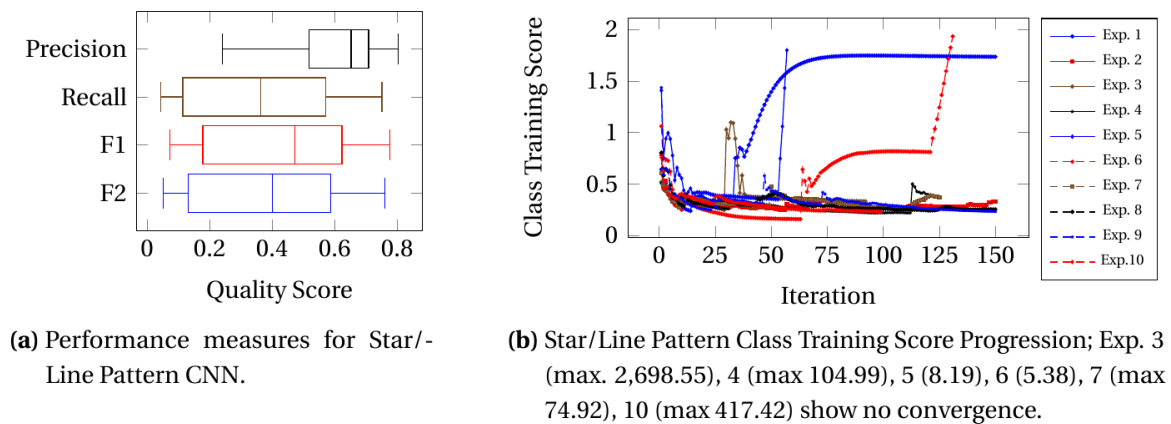 Precision
Recall
F1
F2
0 0.2 0.4 0.6 0.8
Quality Score
(a) Performance measures for Star/-
Line Pattern CNN.
Class Training Score
2
1.5
1
0.5
0
0 25 50 75 100 125 150
Iteration
Exp. 1
Exp. 2
Exp. 3
Exp. 4
Exp. 5
Exp. 6
Exp. 7
Exp. 8
Exp. 9
Exp.10
(b) Star/Line Pattern Class Training Score Progression; Exp. 3
(max. 2,698.55), 4 (max 104.99), 5 (8.19), 6 (5.38), 7 (max
74.92), 10 (max 417.42) show no convergence.